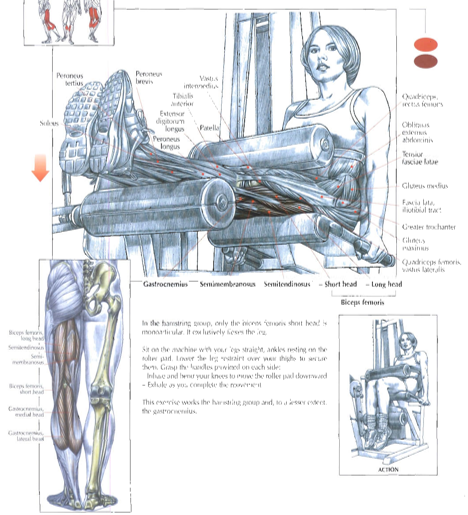 Peroneus
tertius
Peroneus
brevis
Vastus
intermedius
Tibialis
anterior
Extensor
digitorum
longus
Patella
Peroneus
longus
Soleus
Quadriceps,
rectus femoris
Obliquus
externus
abdominis
Tensor
fasciae latae
Gluteus medius
Fascia lata,
iliotibial tract
Greater trochanter
Gluteus
maximus
Quadriceps femoris,
vastus lateralis
Gastrocnemius
Semimembranosus
Semitendinosus
– Short head
– Long head
Biceps femoris
Biceps femoris,
long head
Semitendinosus
Semi-
membranosus
Biceps femoris,
short head
Gastrocnemius,
medial head
Gastrocnemius,
lateral head
In the hamstring group, only the biceps femoris short head is
monoarticular. It exclusively flexes the leg.
Sit on the machine with your legs straight, ankles resting on the
roller pad. Lower the leg restraint over your thighs to secure
them. Grasp the handles provided on each side:
– Inhale and bend your knees to move the roller pad downward
– Exhale as you complete the movement
This exercise works the hamstring group and, to a lesser extent,
the gastrocnemius.
ACTION